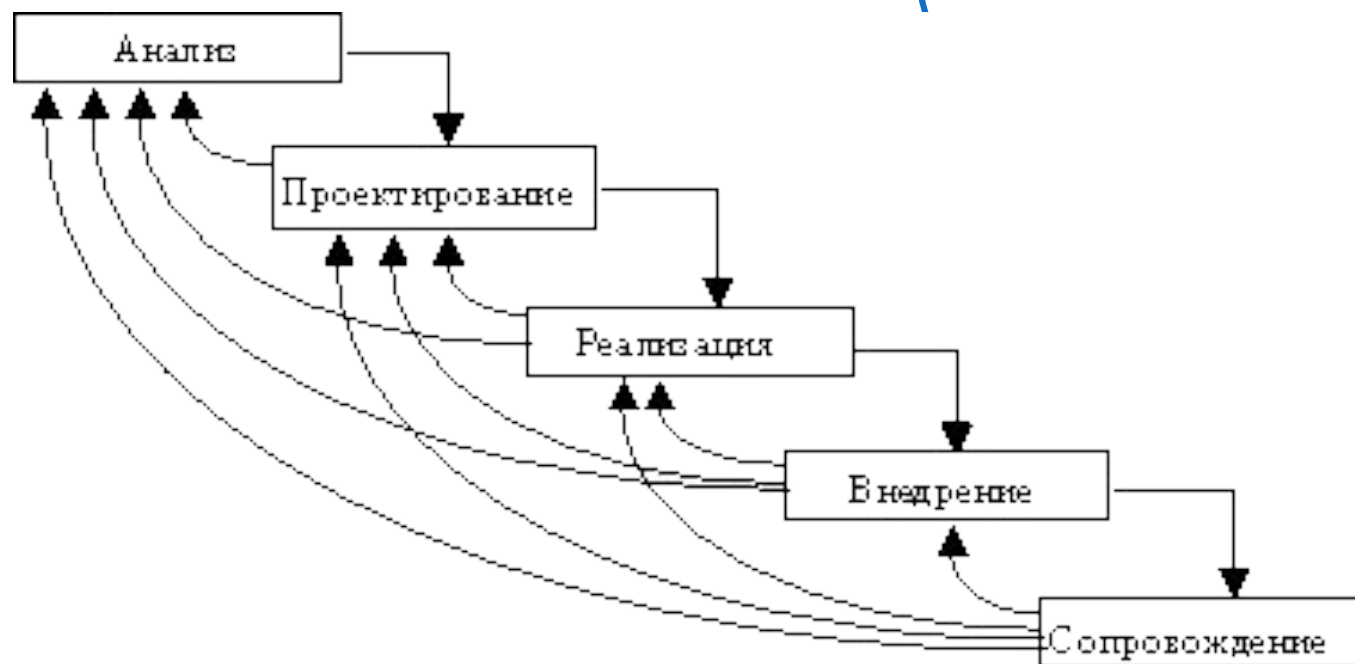 Анализ
Проектирование
Реализация
Внедрение
Сопровождение